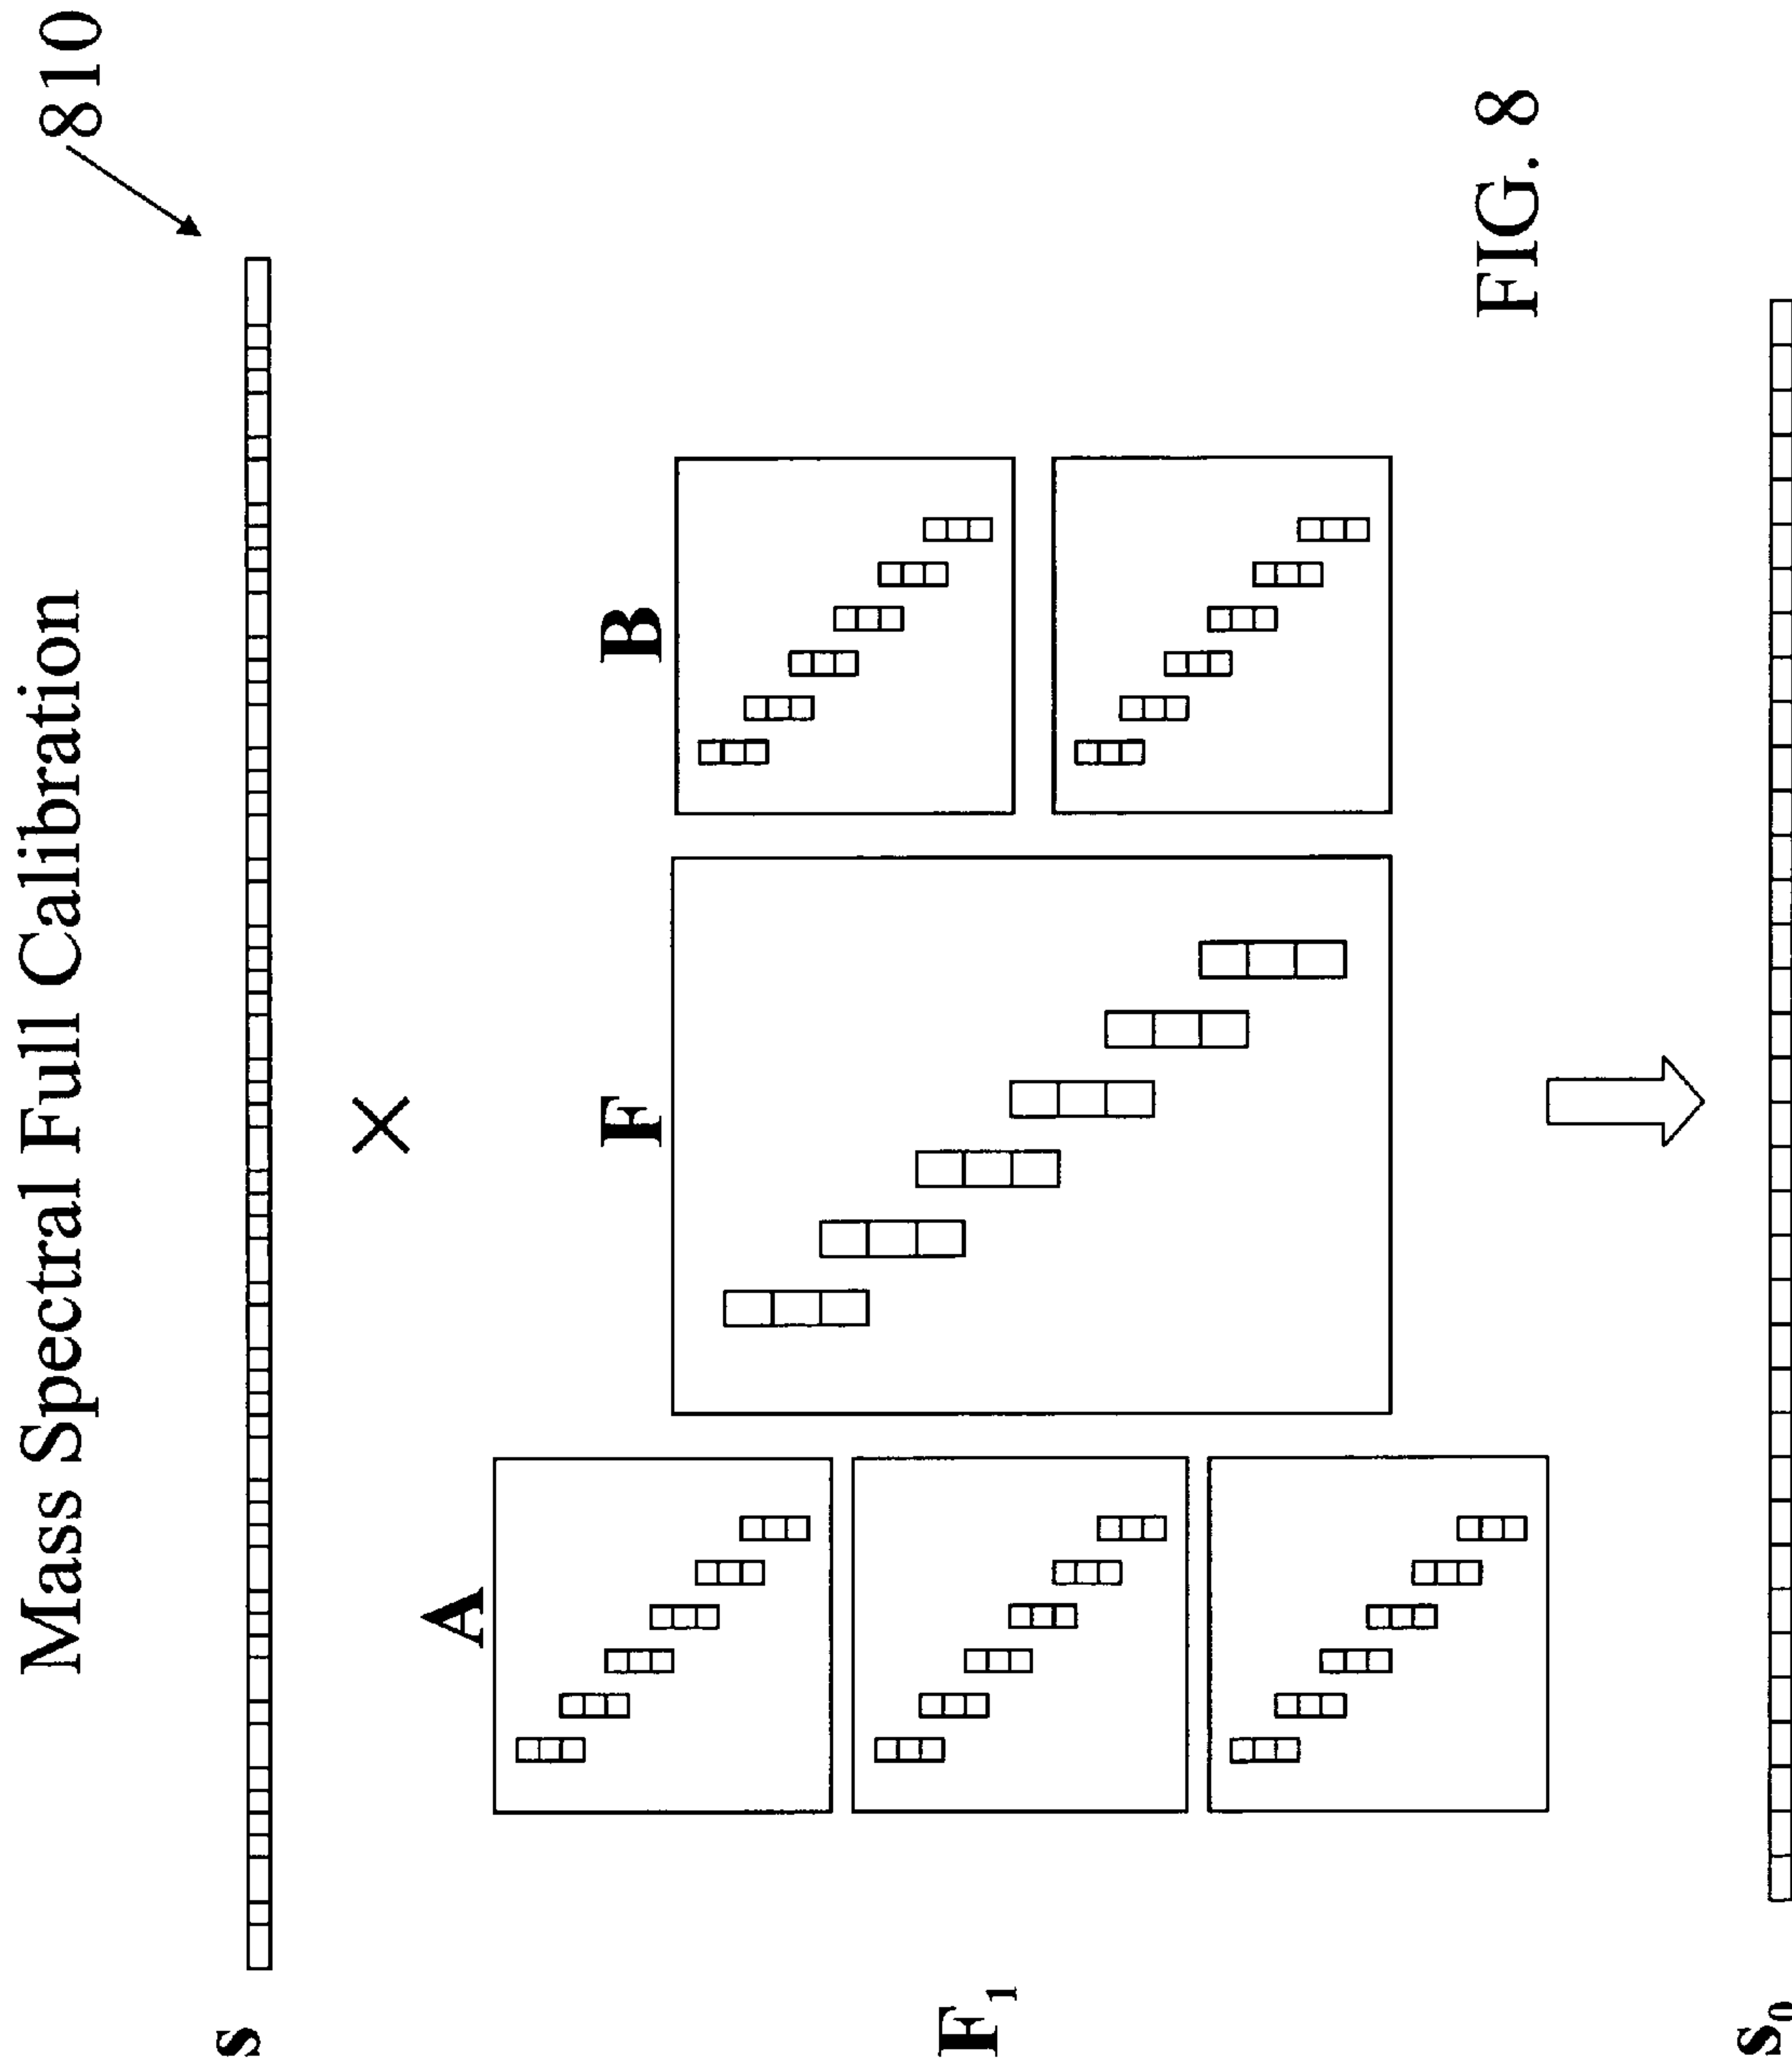 Mass Spectral Full Calibration
810
s
×
A
F
B
F₁
FIG. 8
s₀